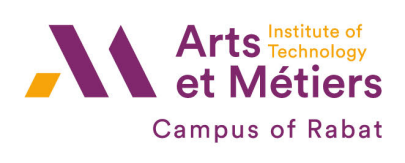 Arts Institute of Technology
et Métiers
Campus of Rabat